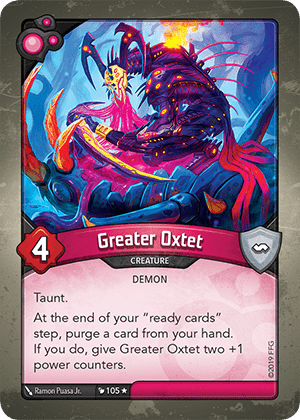 4
Greater Oxtet
CREATURE
DEMON
Taunt.
At the end of your “ready cards”
step, purge a card from your hand.
If you do, give Greater Oxtet two +1
power counters.
©2019 FFG
Ramon Puasa Jr.
105